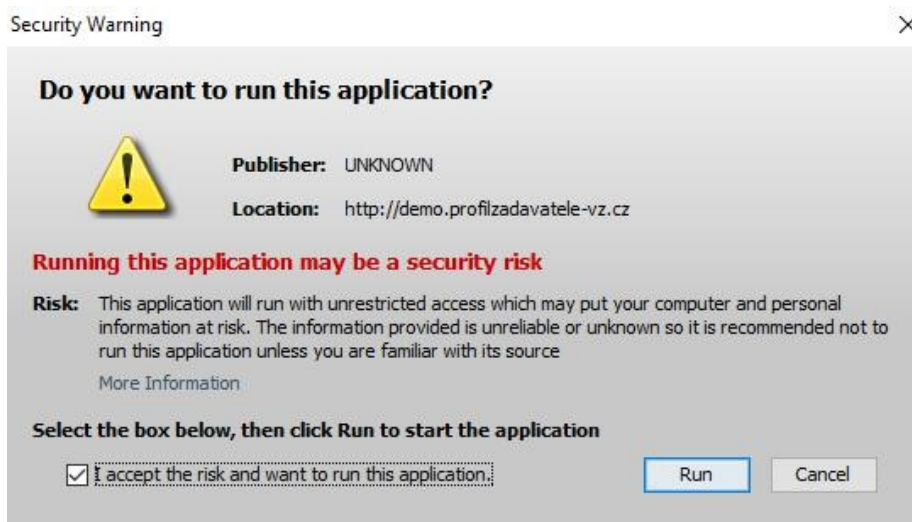 Security Warning
Do you want to run this application?
Publisher: UNKNOWN
Location: http://demo.profilzadavatele-vz.cz
Running this application may be a security risk
Risk: This application will run with unrestricted access which may put your computer and personal
information at risk. The information provided is unreliable or unknown so it is recommended not to
run this application unless you are familiar with its source
More Information
Select the box below, then click Run to start the application
I accept the risk and want to run this application.
Run Cancel